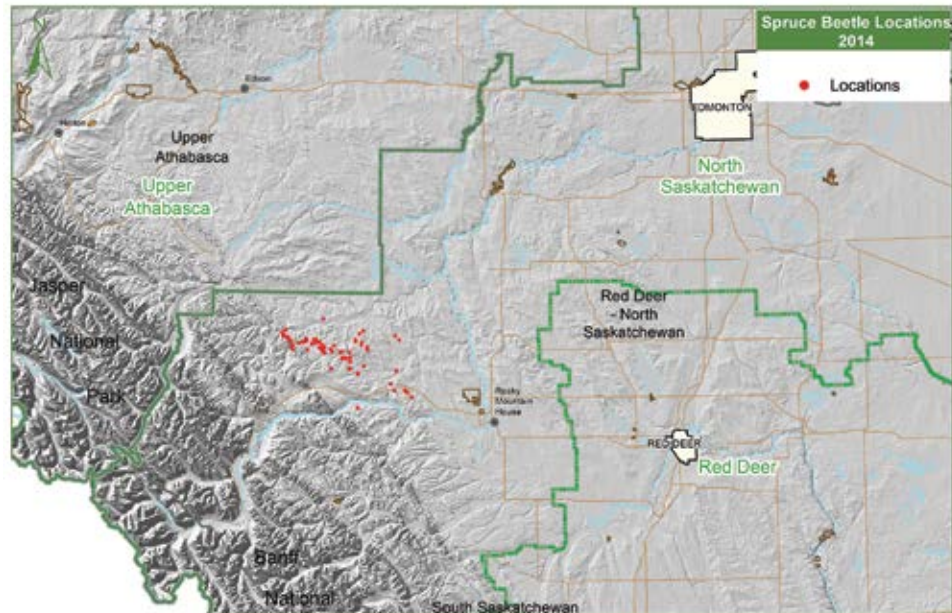 Spruce Beetle Locations
2014
Locations
Edson
EDMONTON
Hinton
Upper
Athabasca
Upper
Athabasca
North
Saskatchewan
Jasper
National
Park
Red Deer
- North
Saskatchewan
Rocky
Mountain
House
RED DEER
Red Deer
Banff
National
South Saskatchewan